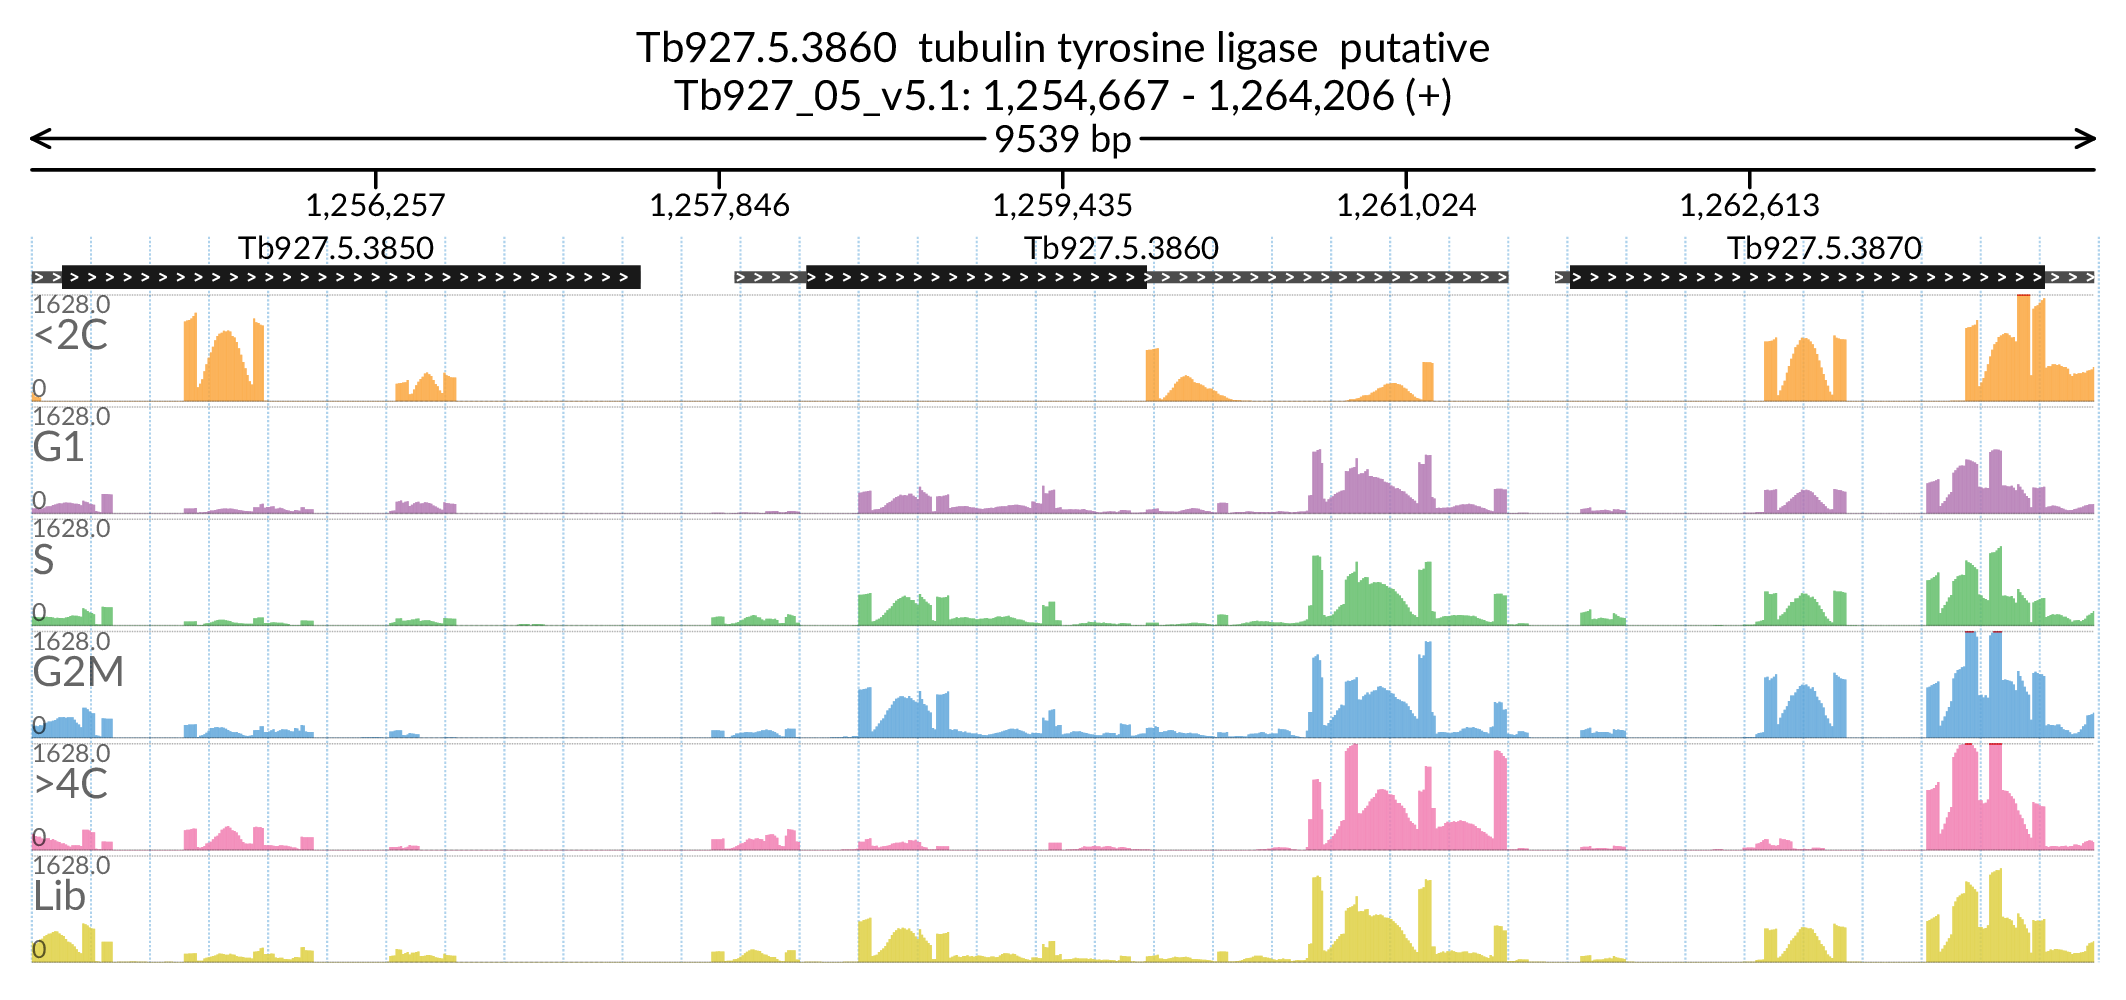 Tb927.5.3860  tubulin tyrosine ligase  putative
Tb927_05_v5.1: 1,254,667 - 1,264,206 (+)
9539 bp
1,256,257 1,257,846 1,259,435 1,261,024 1,262,613
Tb927.5.3850 Tb927.5.3860 Tb927.5.3870
1628.0
<2C
0
1628.0
G1
0
1628.0
S
0
1628.0
G2M
0
1628.0
>4C
0
1628.0
Lib
0